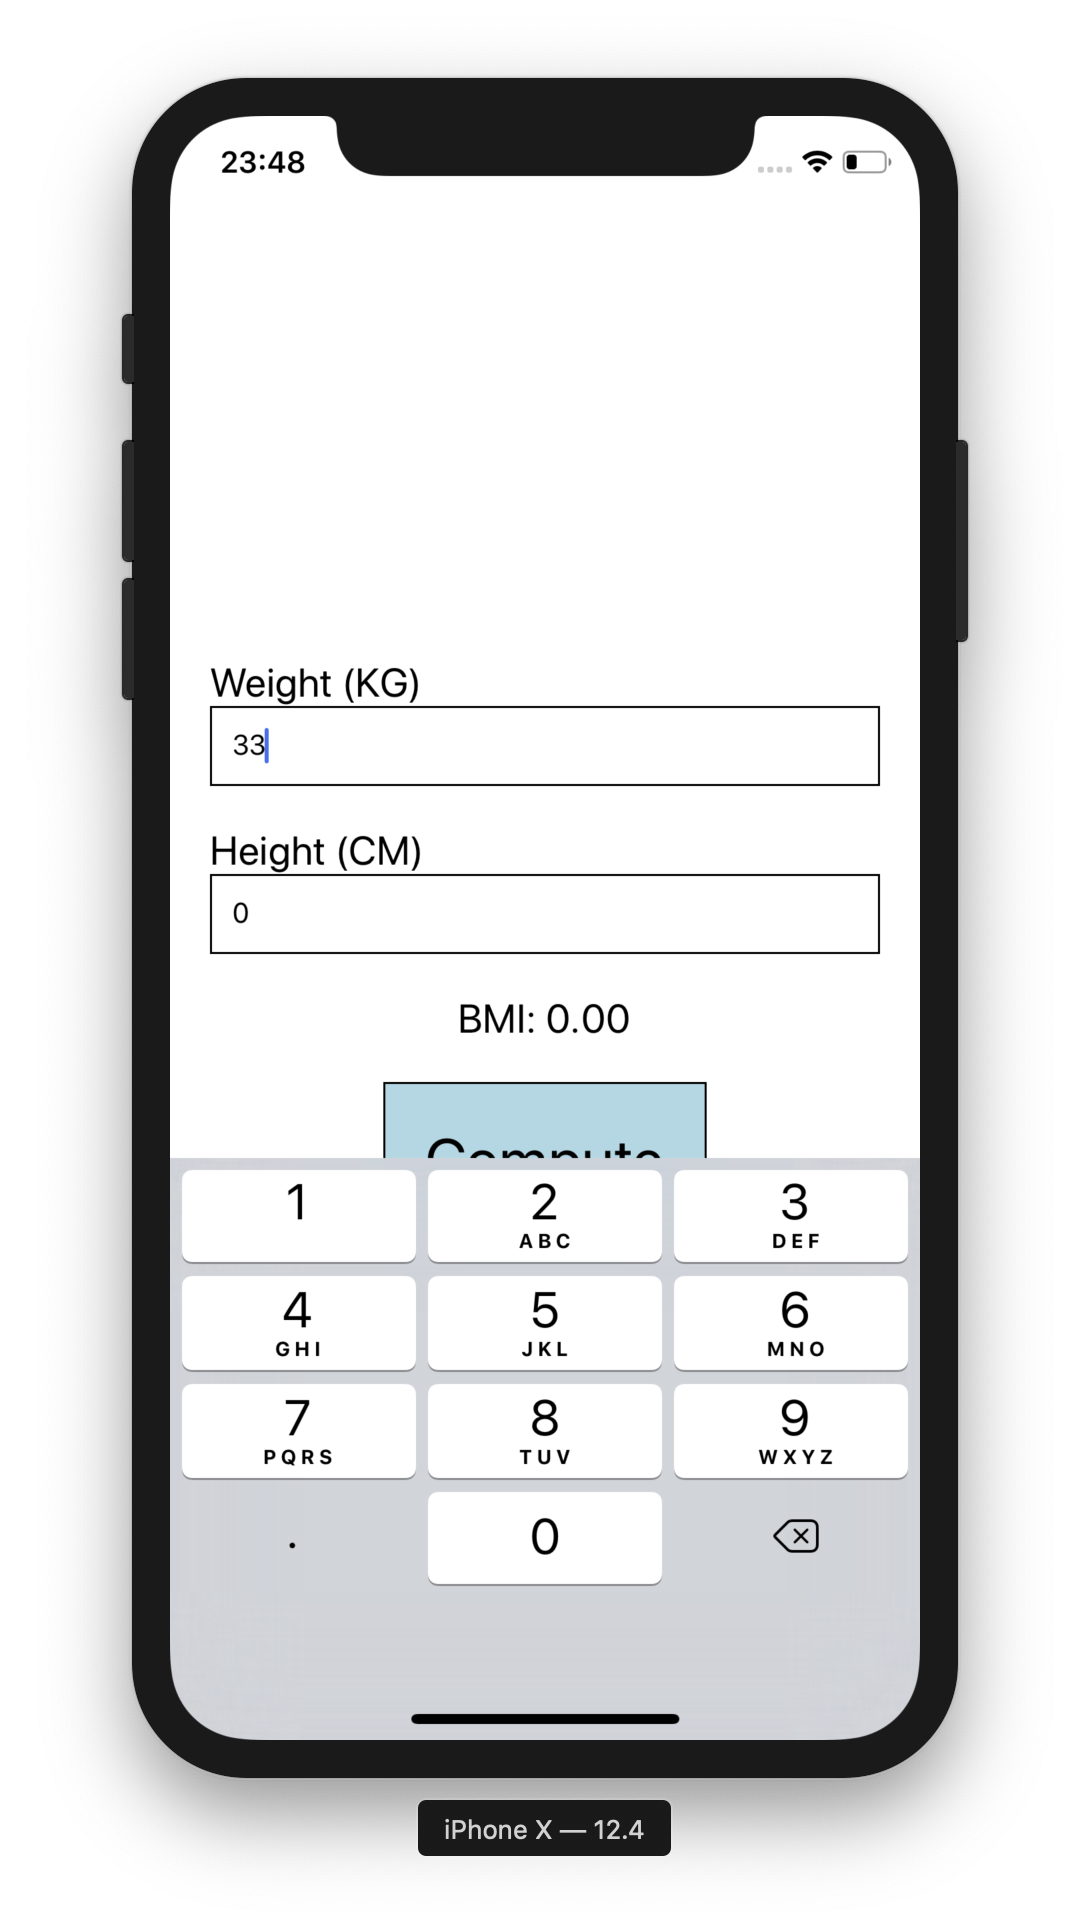 23:48
Weight (KG)
33
Height (CM)
0
BMI: 0.00
Compute
1 2 3
ABC DEF
4 5 6
GHI JKL MNO
7 8 9
PQRS TUV WXYZ
. 0
iPhone X — 12.4